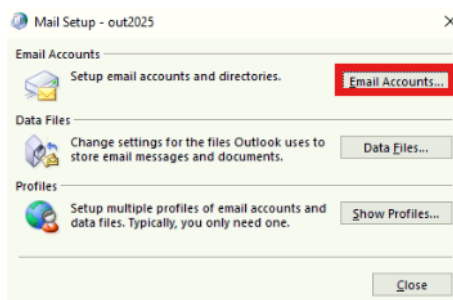 Mail Setup - out2025
Email Accounts
Setup email accounts and directories.
Email Accounts...
Data Files
Change settings for the files Outlook uses to
store email messages and documents.
Data Files...
Profiles
Setup multiple profiles of email accounts and
data files. Typically, you only need one.
Show Profiles...
Close